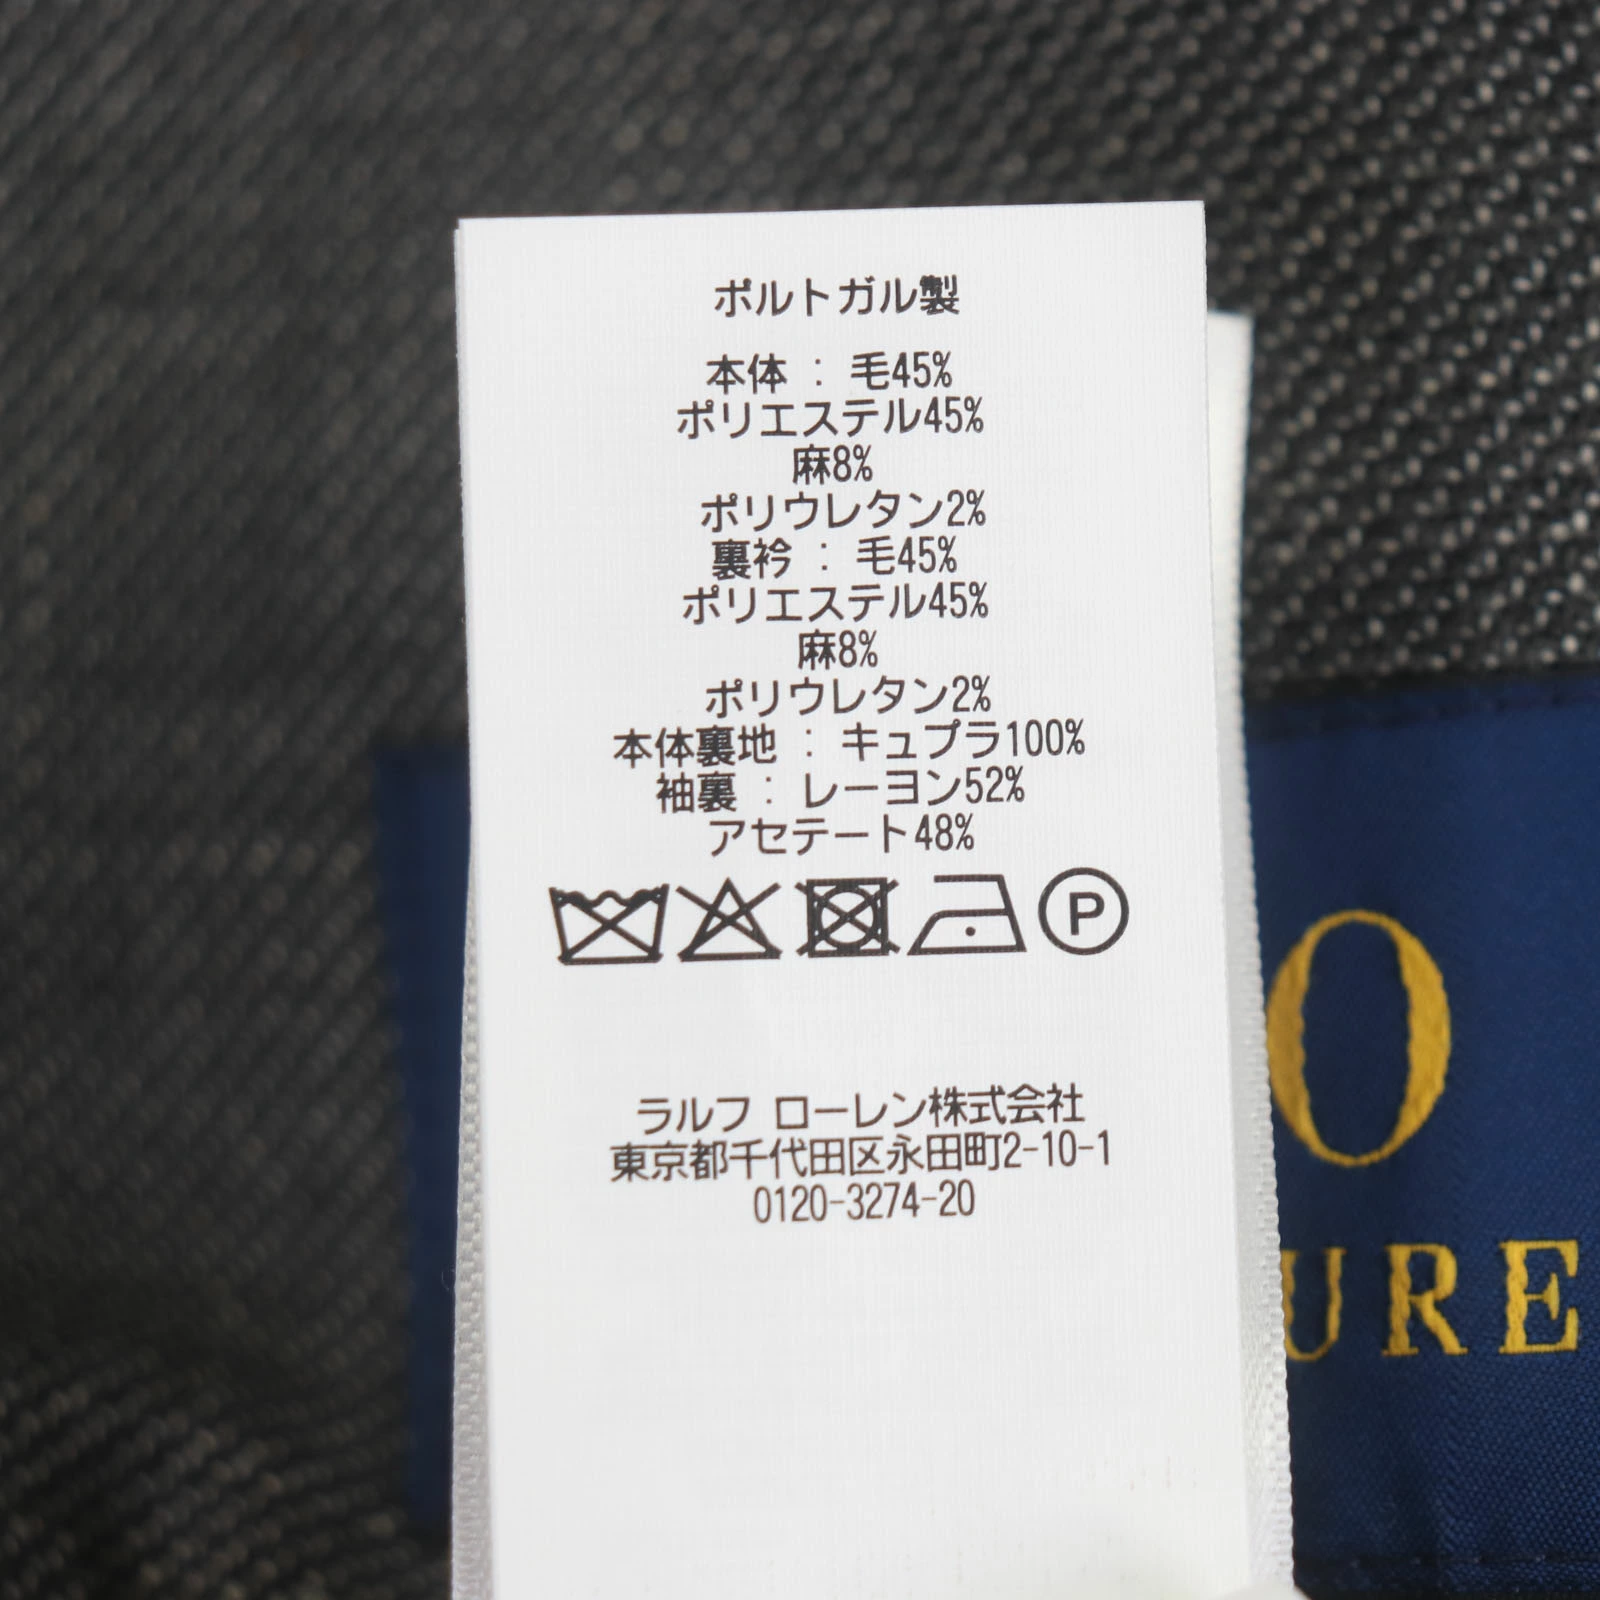 ポルトガル製
本体 : 毛45%
ポリエステル45%
麻8%
ポリウレタン2%
裏衿 : 毛45%
ポリエステル45%
麻8%
ポリウレタン2%
本体裏地 : キュプラ100%
袖裏 : レーヨン52%
アセテート48%
P
ラルフ ローレン株式会社
東京都千代田区永田町2-10-1
0120-3274-20
O
URE